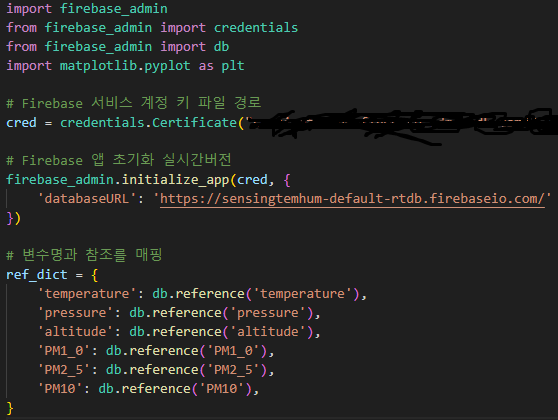 import firebase_admin
from firebase_admin import credentials
from firebase_admin import db
import matplotlib.pyplot as plt
# Firebase 서비스 계정 키 파일 경로
cred = credentials.Certificate(
# Firebase 앱 초기화 실시간버전
firebase_admin.initialize_app(cred, {
    'databaseURL': 'https://sensingtemhum-default-rtdb.firebaseio.com/'
})
# 변수명과 참조를 매핑
ref_dict = {
    'temperature': db.reference('temperature'),
    'pressure': db.reference('pressure'),
    'altitude': db.reference('altitude'),
    'PM1_0': db.reference('PM1_0'),
    'PM2_5': db.reference('PM2_5'),
    'PM10': db.reference('PM10'),
}